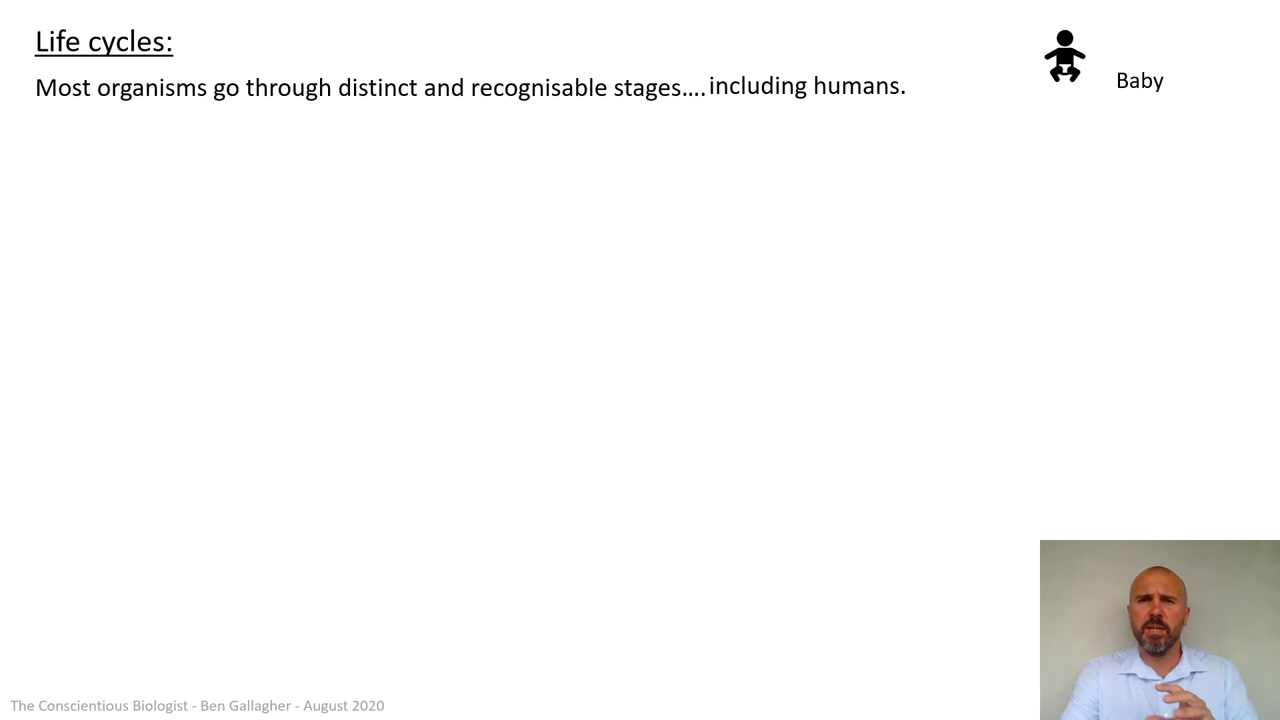 Life cycles:
Most organisms go through distinct and recognisable stages.... including humans.
Baby
The Conscientious Biologist - Ben Gallagher - August 2020